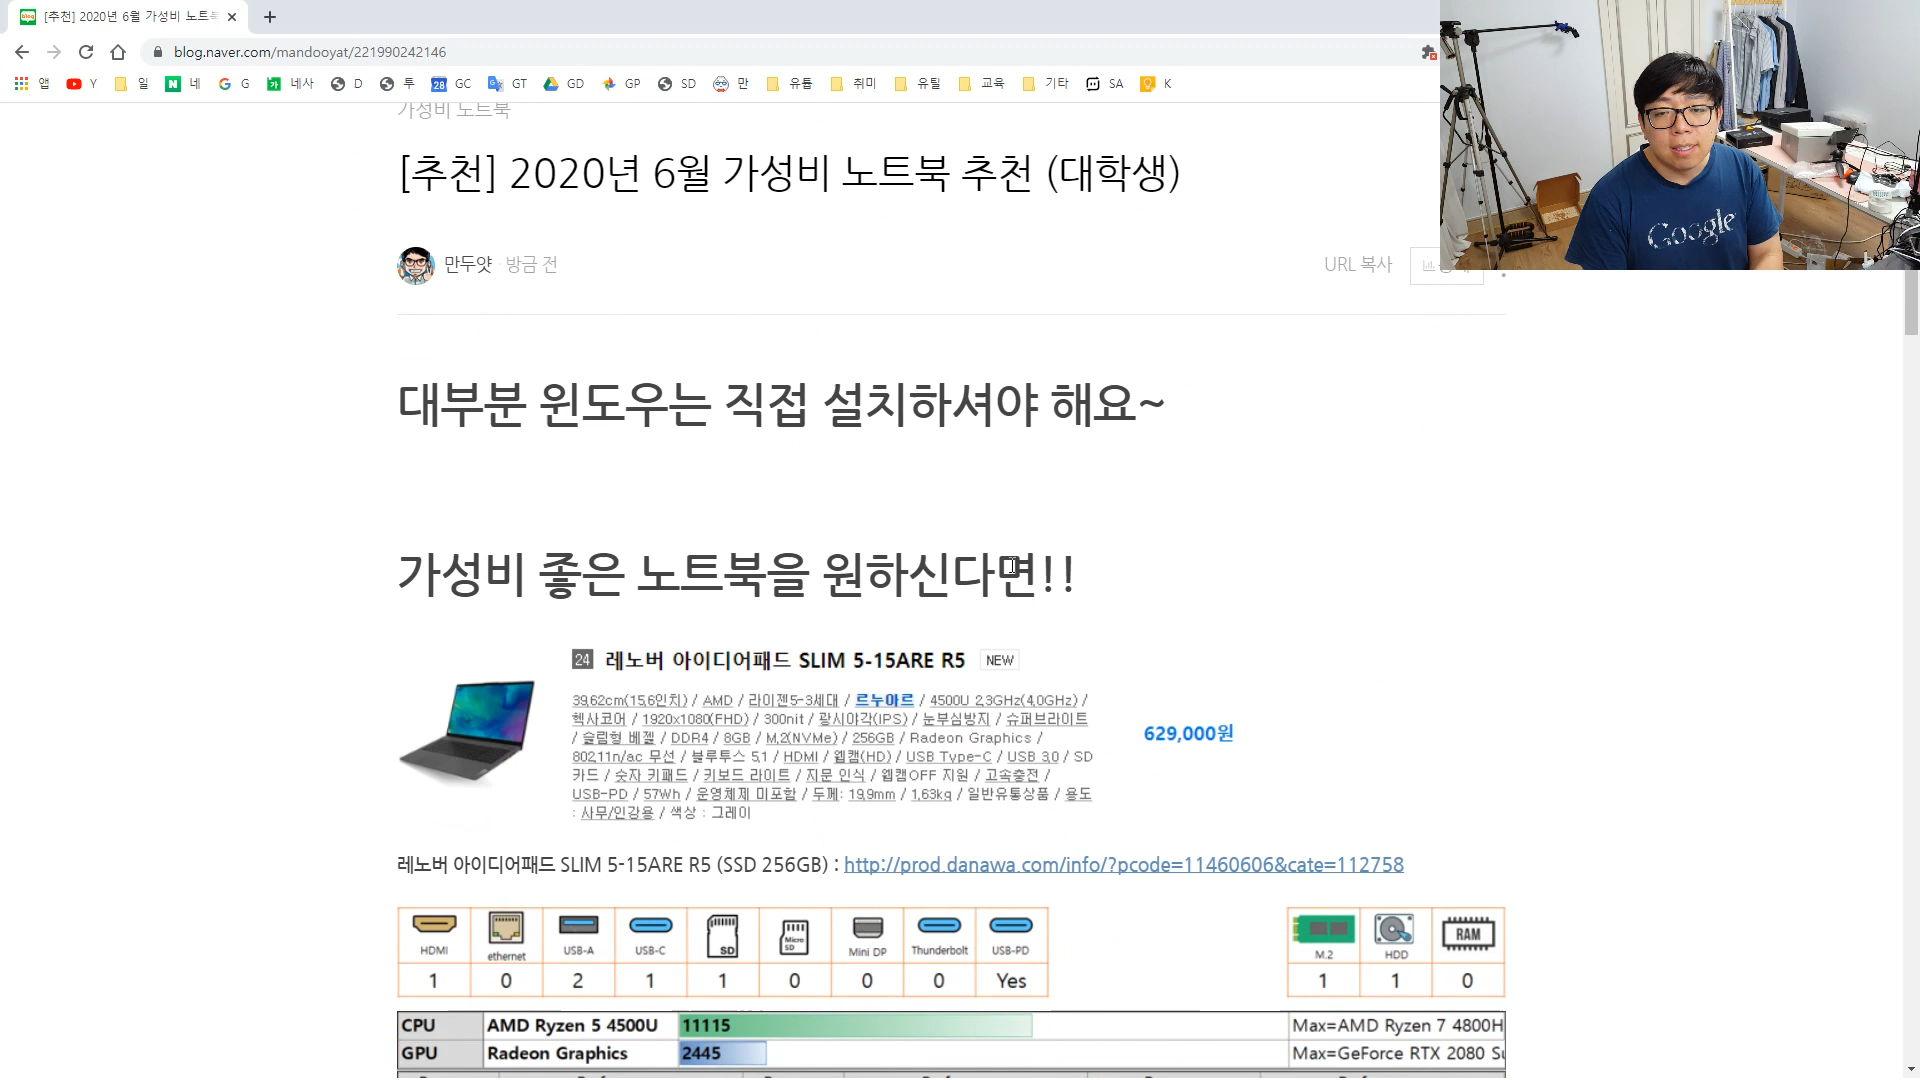 [추천] 2020년 6월 가성비 노트북
blog.naver.com/mandooyat/221990242146
앱 Y 일 네 G 네사 D 투 GC GT GD GP SD 만 유틉 취미 유틸 교육 기타 SA K
가성비 노트북
[추천] 2020년 6월 가성비 노트북 추천 (대학생)
만두얏 · 방금 전
URL 복사
대부분 윈도우는 직접 설치하셔야 해요~
가성비 좋은 노트북을 원하신다면!!
24 레노버 아이디어패드 SLIM 5-15ARE R5 NEW
39.62cm(15.6인치) / AMD / 라이젠5-3세대 / 르누아르 / 4500U 2.3GHz(4.0GHz) /
헥사코어 / 1920x1080(FHD) / 300nit / 광시야각(IPS) / 눈부심방지 / 슈퍼브라이트
/ 슬림형 베젤 / DDR4 / 8GB / M.2(NVMe) / 256GB / Radeon Graphics /
802.11n/ac 무선 / 블루투스 5.1 / HDMI / 웹캠(HD) / USB Type-C / USB 3.0 / SD
카드 / 숫자 키패드 / 키보드 라이트 / 지문 인식 / 웹캠OFF 지원 / 고속충전 /
USB-PD / 57Wh / 운영체제 미포함 / 두께: 19.9mm / 1.63kg / 일반유통상품 / 용도
: 사무/인강용 / 색상 : 그레이
629,000원
레노버 아이디어패드 SLIM 5-15ARE R5 (SSD 256GB) : http://prod.danawa.com/info/?pcode=11460606&cate=112758
HDMI ethernet USB-A USB-C SD Micro SD Mini DP Thunderbolt USB-PD
1 0 2 1 1 0 0 0 Yes
M.2 HDD RAM
1 1 0
CPU AMD Ryzen 5 4500U 11115 Max=AMD Ryzen 7 4800H
GPU Radeon Graphics 2445 Max=GeForce RTX 2080
Google